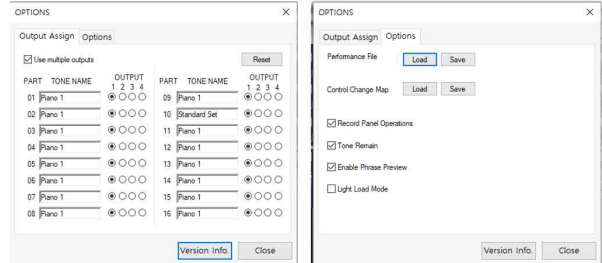 OPTIONS
Output Assign Options
Use multiple outputs Reset
PART TONE NAME OUTPUT PART TONE NAME OUTPUT
1 2 3 4 1 2 3 4
01 Piano 1 09 Piano 1
02 Piano 1 10 Standard Set
03 Piano 1 11 Piano 1
04 Piano 1 12 Piano 1
05 Piano 1 13 Piano 1
06 Piano 1 14 Piano 1
07 Piano 1 15 Piano 1
08 Piano 1 16 Piano 1
Version Info. Close
OPTIONS
Output Assign Options
Performance File Load Save
Control Change Map Load Save
Record Panel Operations
Tone Remain
Enable Phrase Preview
Light Load Mode
Version Info. Close